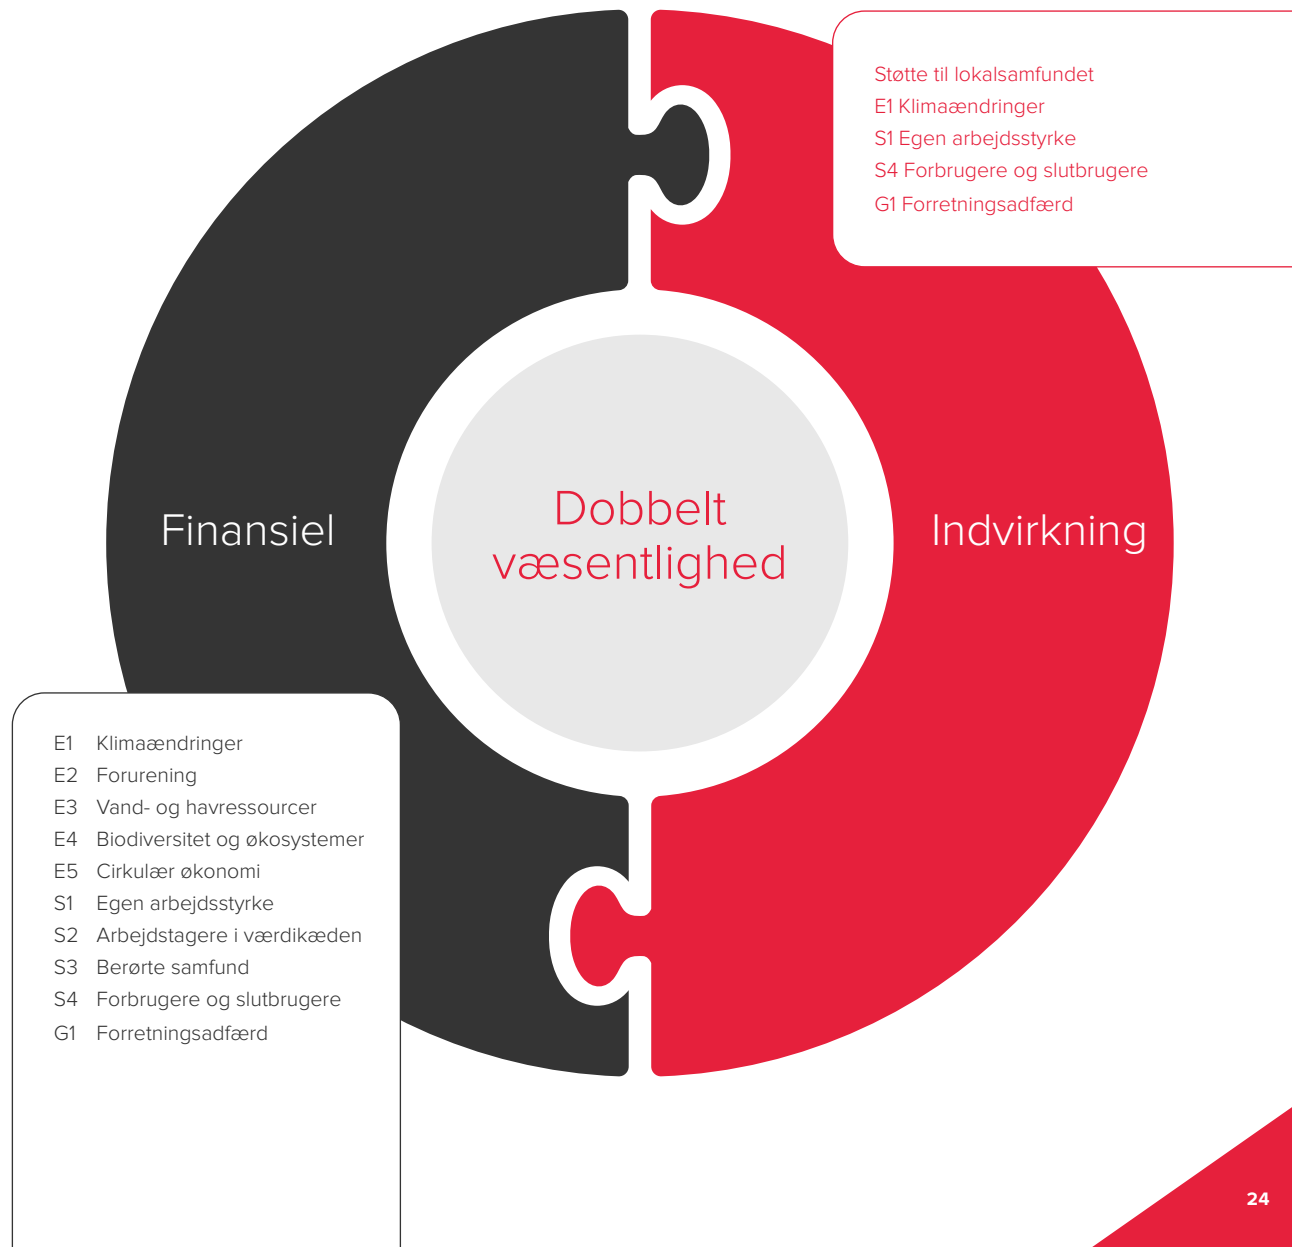 Støtte til lokalsamfundet
E1 Klimaændringer
S1 Egen arbejdsstyrke
S4 Forbrugere og slutbrugere
G1 Forretningsadfærd
Finansiel
Dobbelt
væsentlighed
Indvirkning
E1 Klimaændringer
E2 Forurening
E3 Vand- og havressourcer
E4 Biodiversitet og økosystemer
E5 Cirkulær økonomi
S1 Egen arbejdsstyrke
S2 Arbejdstagere i værdikæden
S3 Berørte samfund
S4 Forbrugere og slutbrugere
G1 Forretningsadfærd
24